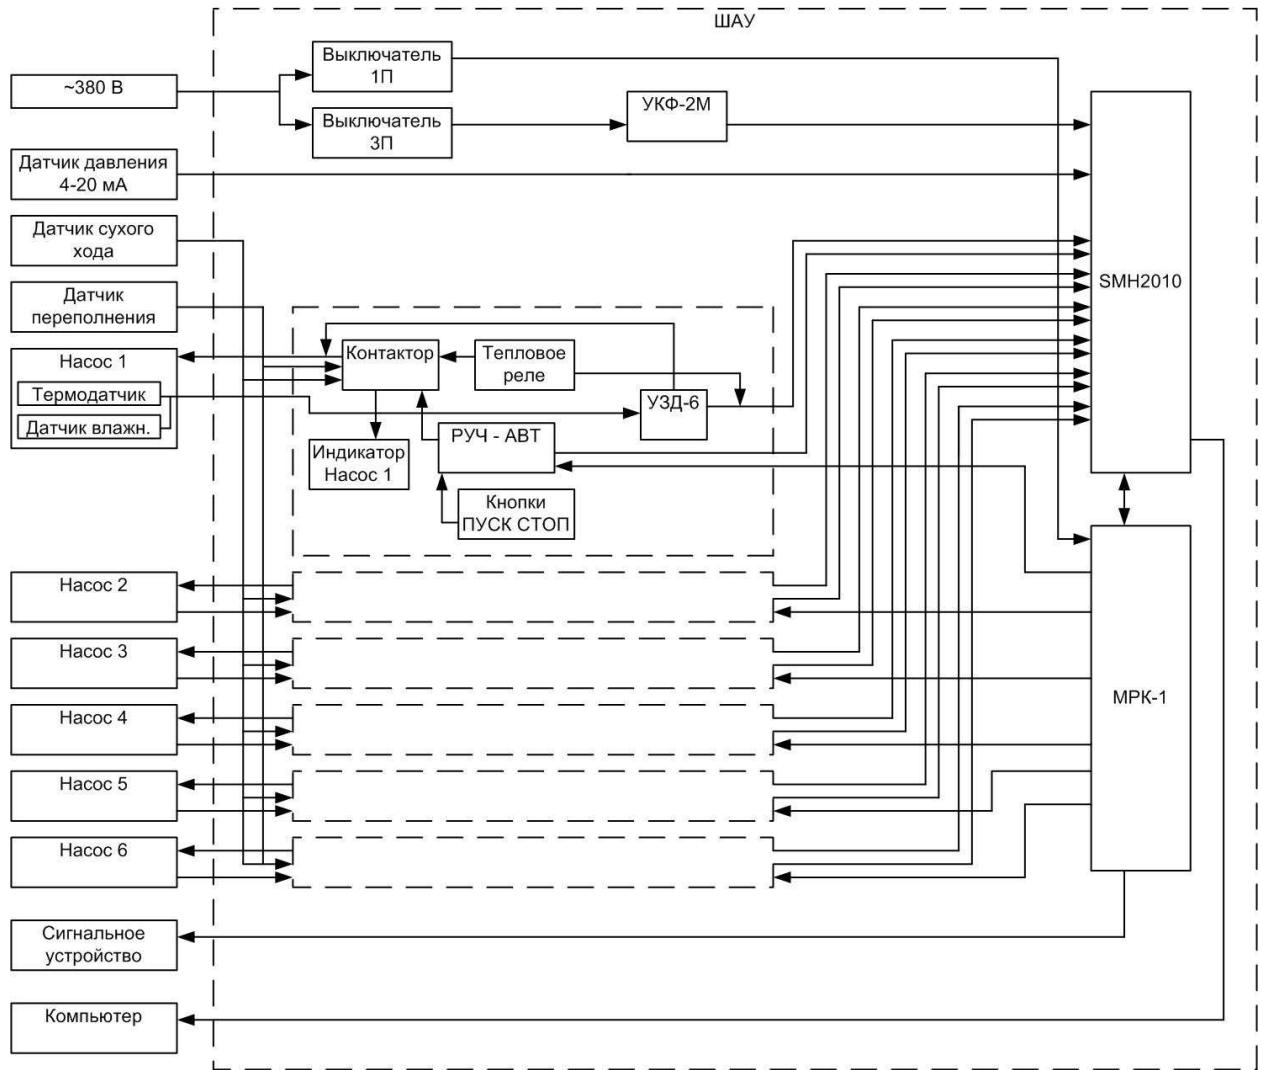 ШАУ
Выключатель
1П
~380 В
УКФ-2М
Выключатель
3П
Датчик давления
4-20 мА
Датчик сухого
хода
SMH2010
Датчик
переполнения
Насос 1
Контактор
Тепловое
реле
Термодатчик
УЗД-6
Датчик влажн.
РУЧ - АВТ
Индикатор
Насос 1
Кнопки
ПУСК СТОП
Насос 2
Насос 3
Насос 4
МРК-1
Насос 5
Насос 6
Сигнальное
устройство
Компьютер